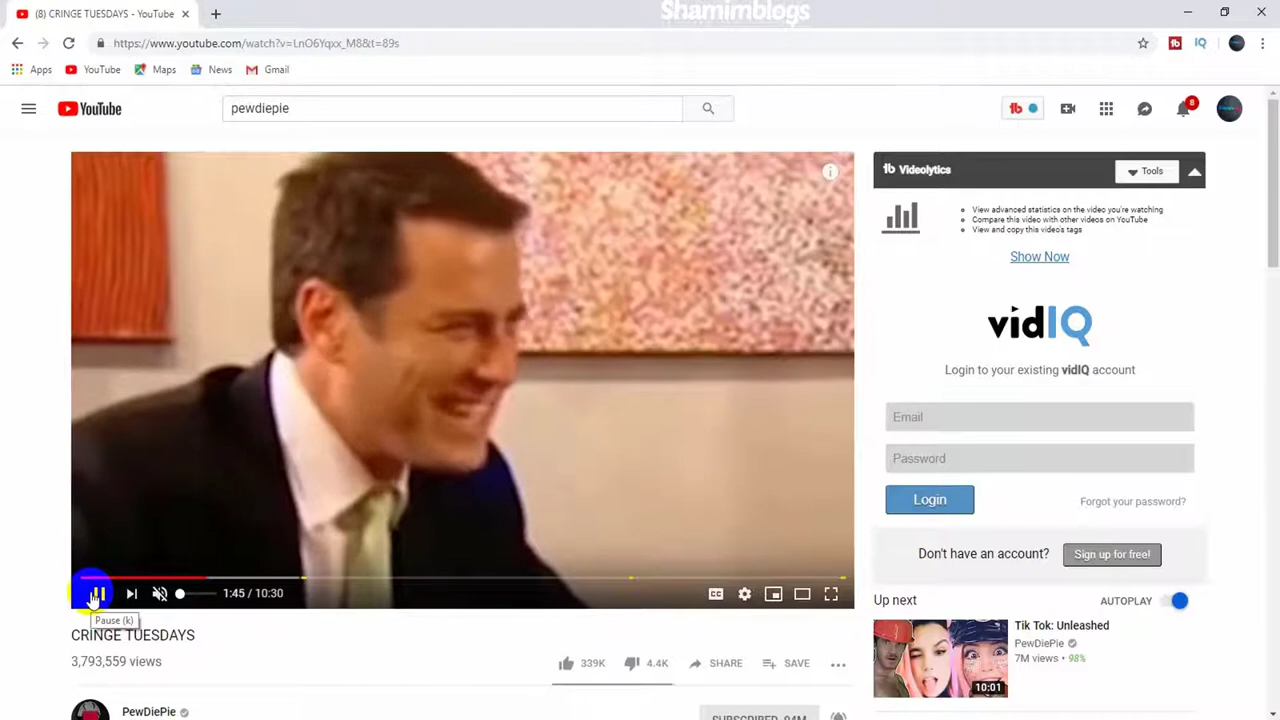 Shamimblogs
(8) CRINGE TUESDAYS - YouTube
https://www.youtube.com/watch?v=LnO6Yqxx_M8&t=89s
Apps YouTube Maps News Gmail
YouTube pewdiepie 8
Videolytics Tools
View advanced statistics on the video you're watching
Compare this video with other videos on YouTube
View and copy this video's tags
Show Now
vidIQ
Login to your existing vidIQ account
Email
Password
Login Forgot your password?
Don't have an account? Sign up for free!
1:45 / 10:30 CC
Pause (k)
CRINGE TUESDAYS
3,793,559 views
339K 4.4K SHARE SAVE
PewDiePie
SUBSCRIBED 94M
Up next AUTOPLAY
Tik Tok: Unleashed
PewDiePie
7M views • 98%
10:01